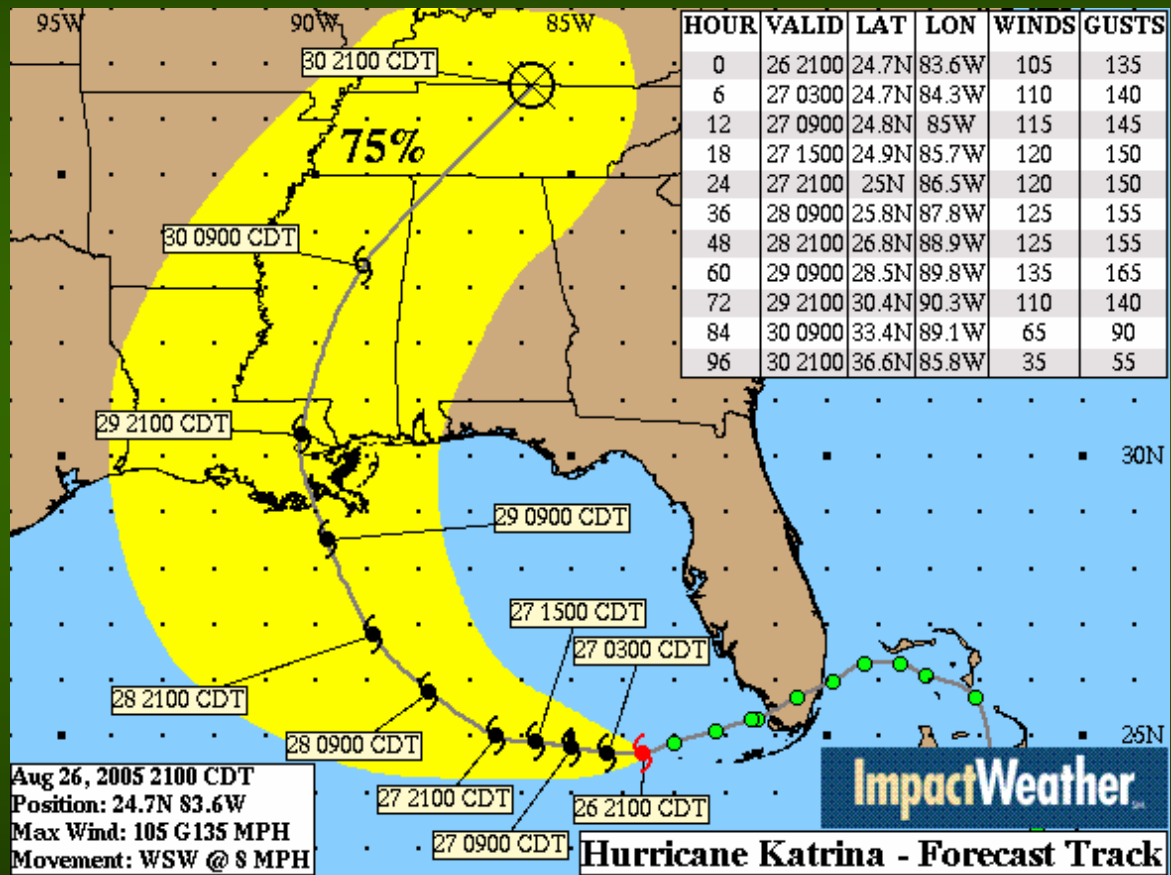 95W 90W 85W
HOUR VALID LAT LON WINDS GUSTS
0 26 2100 24.7N 83.6W 105 135
6 27 0300 24.7N 84.3W 110 140
12 27 0900 24.8N 85W 115 145
18 27 1500 24.9N 85.7W 120 150
24 27 2100 25N 86.5W 120 150
36 28 0900 25.8N 87.8W 125 155
48 28 2100 26.8N 88.9W 125 155
60 29 0900 28.5N 89.8W 135 165
72 29 2100 30.4N 90.3W 110 140
84 30 0900 33.4N 89.1W 65 90
96 30 2100 36.6N 85.8W 35 55
30 2100 CDT
75%
30 0900 CDT
29 2100 CDT
30N
29 0900 CDT
27 1500 CDT
27 0300 CDT
28 2100 CDT
28 0900 CDT
25N
27 2100 CDT
26 2100 CDT
27 0900 CDT
ImpactWeather
Aug 26, 2005 2100 CDT
Position: 24.7N 83.6W
Max Wind: 105 G135 MPH
Movement: WSW @ 8 MPH
Hurricane Katrina - Forecast Track